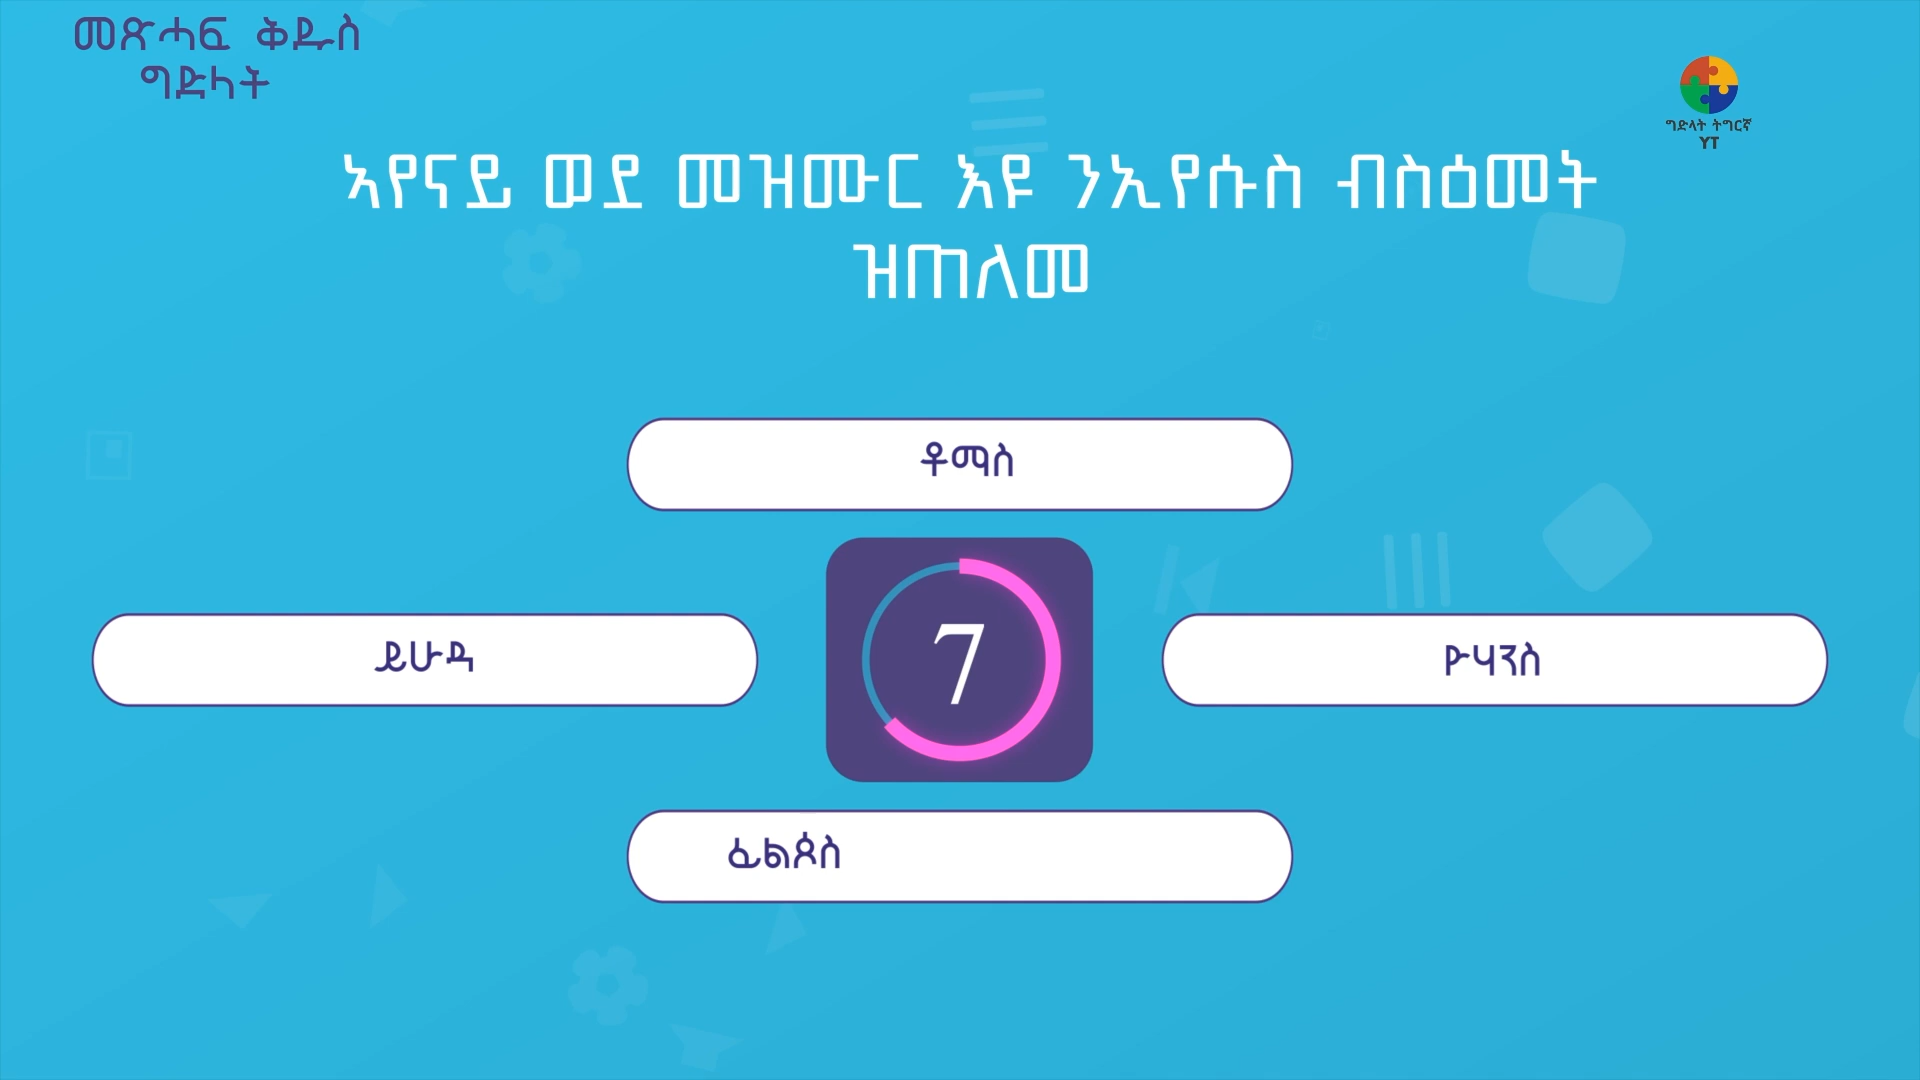 መጽሓፍ ቅዱስ
ግድላት
ግድላት ትግርኛ
YT
ኣየናይ ወደ መዝሙር እዩ ንኢየሱስ ብስዕመት
ዝጠለመ
ቶማስ
ይሁዳ
7
ዮሃንስ
ፊልጶስ